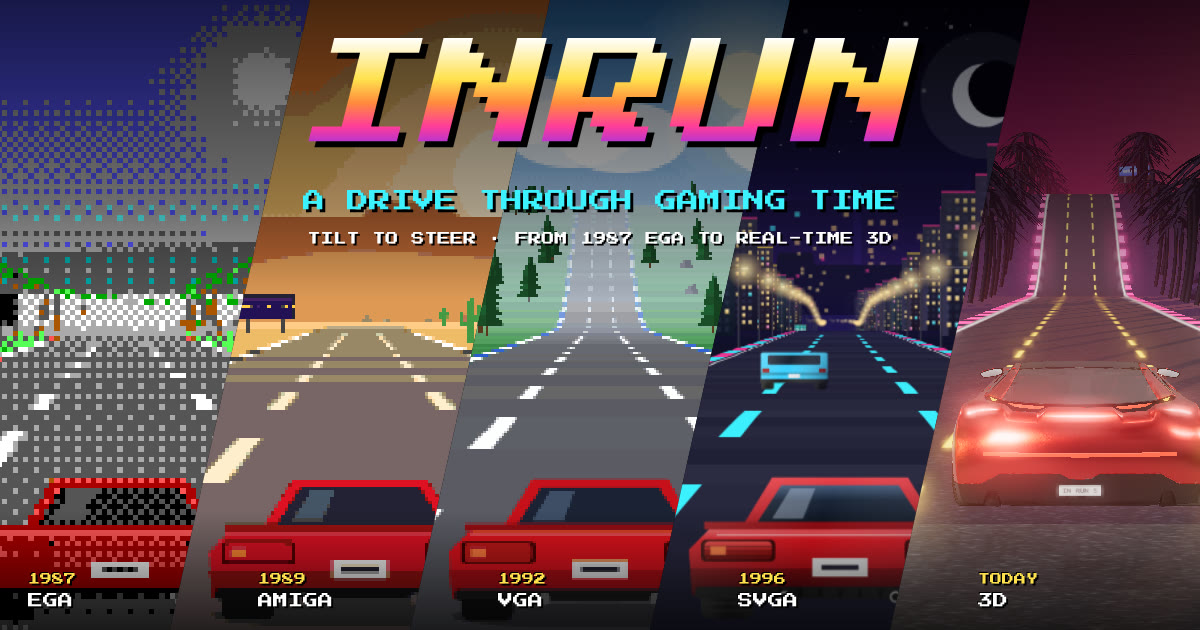 INRUN
A DRIVE THROUGH GAMING TIME
TILT TO STEER · FROM 1987 EGA TO REAL-TIME 3D
1987
EGA
1989
AMIGA
1992
VGA
1996
SVGA
TODAY
3D